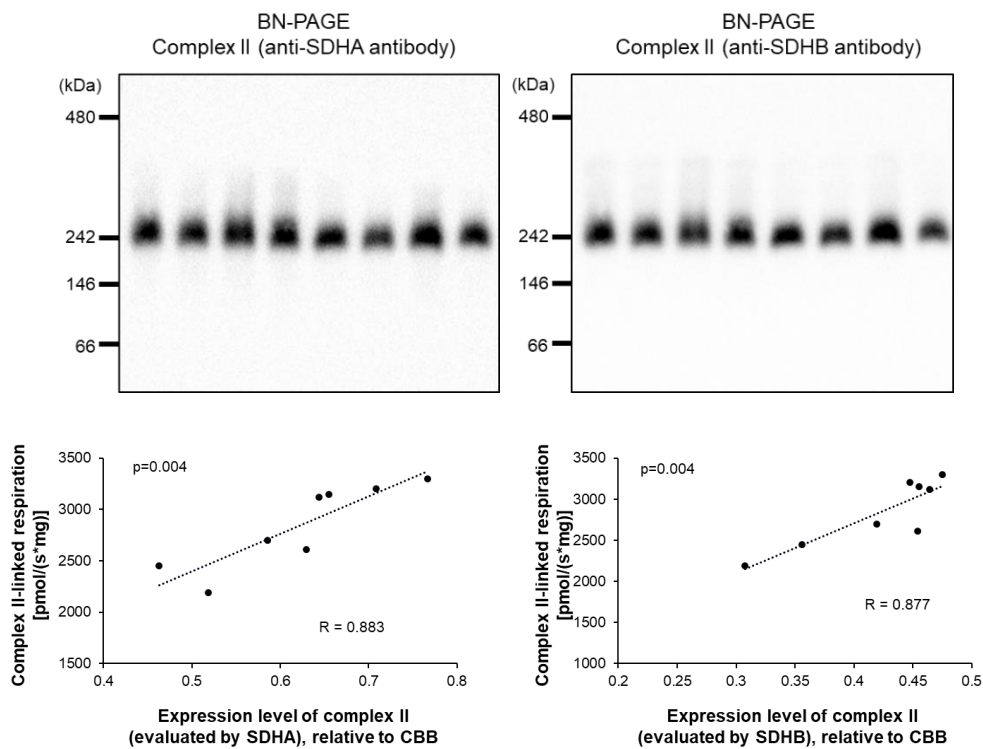 BN-PAGE
Complex II (anti-SDHA antibody)
(kDa)
480
242
146
66
BN-PAGE
Complex II (anti-SDHB antibody)
(kDa)
480
242
146
66
Complex II-linked respiration
[pmol/(s*mg)]
3500
3000
2500
2000
1500
p=0.004
R = 0.883
0.4 0.5 0.6 0.7 0.8
Expression level of complex II
(evaluated by SDHA), relative to CBB
Complex II-linked respiration
[pmol/(s*mg)]
3500
3000
2500
2000
1500
1000
p=0.004
R = 0.877
0.2 0.25 0.3 0.35 0.4 0.45 0.5
Expression level of complex II
(evaluated by SDHB), relative to CBB